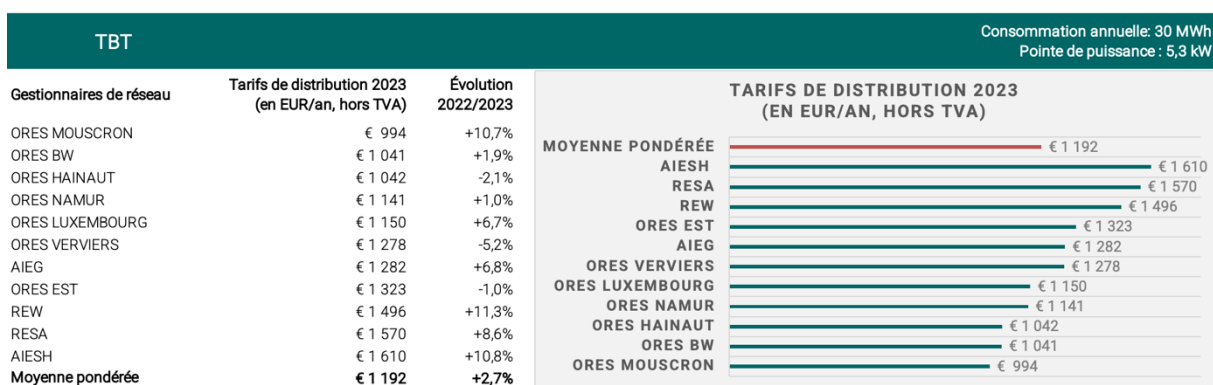 TBT
Consommation annuelle: 30 MWh
Pointe de puissance : 5,3 kW
Gestionnaires de réseau Tarifs de distribution 2023 (en EUR/an, hors TVA) Évolution 2022/2023
ORES MOUSCRON € 994 +10,7%
ORES BW € 1 041 +1,9%
ORES HAINAUT € 1 042 -2,1%
ORES NAMUR € 1 141 +1,0%
ORES LUXEMBOURG € 1 150 +6,7%
ORES VERVIERS € 1 278 -5,2%
AIEG € 1 282 +6,8%
ORES EST € 1 323 -1,0%
REW € 1 496 +11,3%
RESA € 1 570 +8,6%
AIESH € 1 610 +10,8%
Moyenne pondérée € 1 192 +2,7%
TARIFS DE DISTRIBUTION 2023
(EN EUR/AN, HORS TVA)
MOYENNE PONDÉRÉE € 1 192
AIESH € 1 610
RESA € 1 570
REW € 1 496
ORES EST € 1 323
AIEG € 1 282
ORES VERVIERS € 1 278
ORES LUXEMBOURG € 1 150
ORES NAMUR € 1 141
ORES HAINAUT € 1 042
ORES BW € 1 041
ORES MOUSCRON € 994